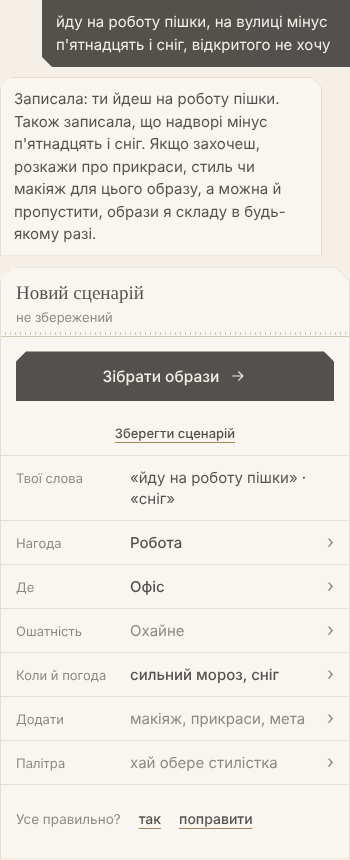 йду на роботу пішки, на вулиці мінус
п'ятнадцять і сніг, відкритого не хочу
Записала: ти йдеш на роботу пішки.
Також записала, що надворі мінус
п'ятнадцять і сніг. Якщо захочеш,
розкажи про прикраси, стиль чи
макіяж для цього образу, а можна й
пропустити, образи я складу в будь-
якому разі.
Новий сценарій
не збережений
Зібрати образи →
Зберегти сценарій
Твої слова «йду на роботу пішки» ·
«сніг»
Нагода Робота ›
Де Офіс ›
Ошатність Охайне ›
Коли й погода сильний мороз, сніг ›
Додати макіяж, прикраси, мета ›
Палітра хай обере стилістка ›
Усе правильно? так поправити